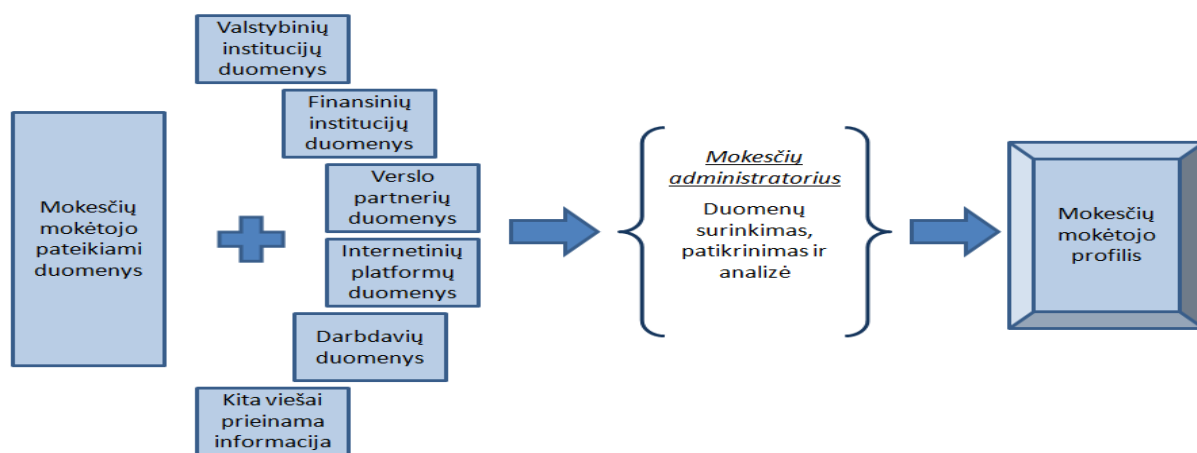 Mokesčių
mokėtojo
pateikiami
duomenys
Valstybinių
institucijų
duomenys
Finansinių
institucijų
duomenys
Verslo
partnerių
duomenys
Internetinių
platformų
duomenys
Darbdavių
duomenys
Kita viešai
prieinama
informacija
Mokesčių
administratorius
Duomenų
surinkimas,
patikrinimas ir
analizė
Mokesčių
mokėtojo
profilis